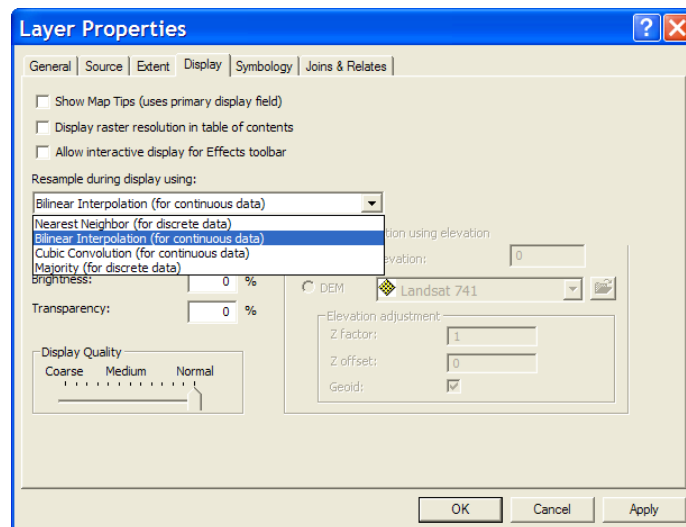 Layer Properties
General Source Extent Display Symbology Joins & Relates
Show Map Tips (uses primary display field)
Display raster resolution in table of contents
Allow interactive display for Effects toolbar
Resample during display using:
Bilinear Interpolation (for continuous data)
Nearest Neighbor (for discrete data)
Bilinear Interpolation (for continuous data)
Cubic Convolution (for continuous data)
Majority (for discrete data)
using elevation
0
Brightness: 0 %
DEM Landsat 741
Transparency: 0 %
Elevation adjustment
Z factor: 1
Z offset: 0
Geoid:
Display Quality
Coarse Medium Normal
OK Cancel Apply